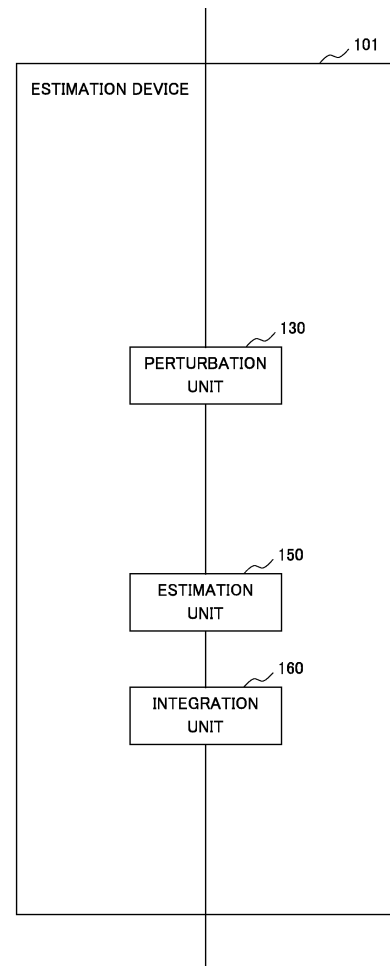 101
ESTIMATION DEVICE
130
PERTURBATION
UNIT
150
ESTIMATION
UNIT
160
INTEGRATION
UNIT